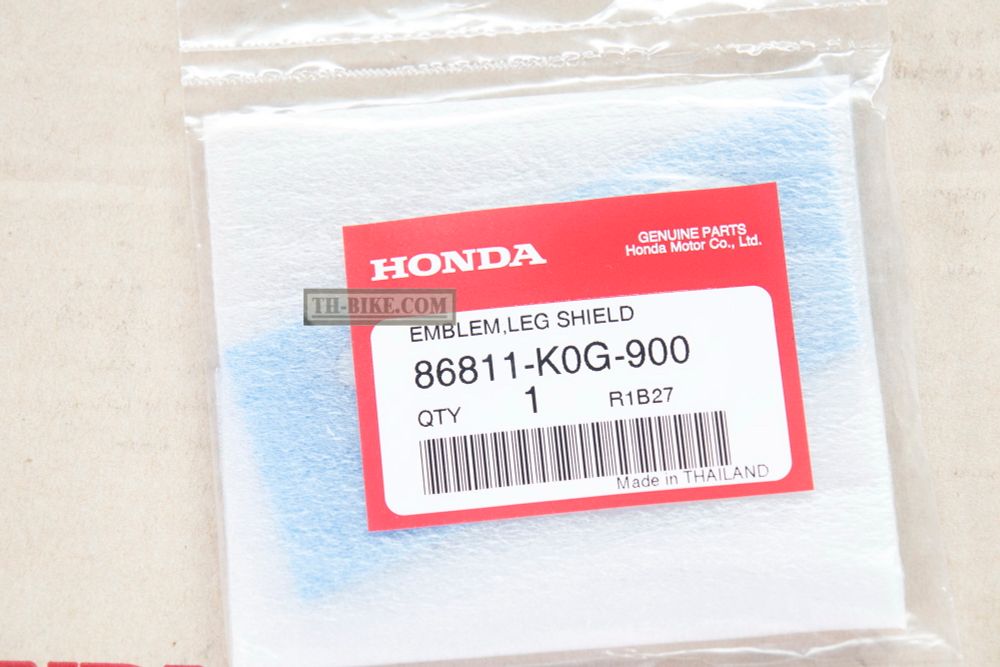 HONDA
GENUINE PARTS
Honda Motor Co., Ltd.
TH-BIKE.COM
EMBLEM,LEG SHIELD
86811-K0G-900
QTY 1 R1B27
Made in THAILAND